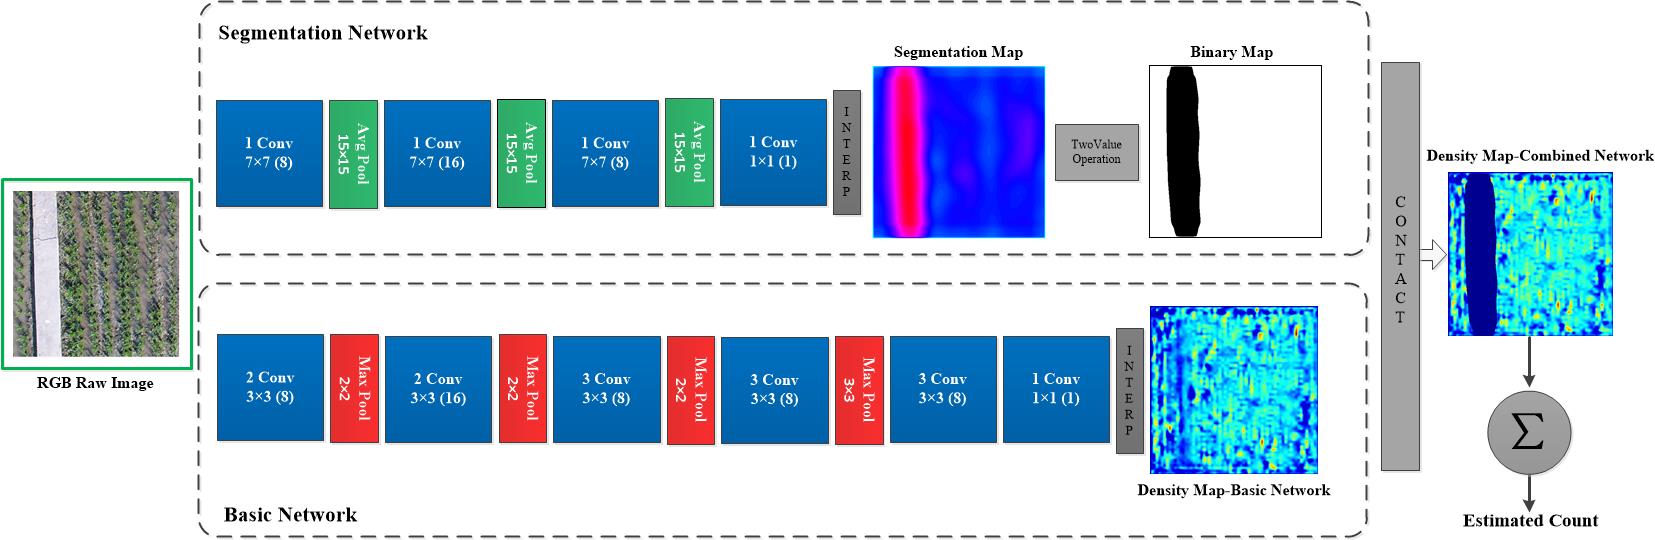 Segmentation Network
Segmentation Map
Binary Map
1 Conv
7×7 (8)
Avg Pool
15×15
1 Conv
7×7 (16)
Avg Pool
15×15
1 Conv
7×7 (8)
Avg Pool
15×15
1 Conv
1×1 (1)
INTERP
TwoValue
Operation
RGB Raw Image
2 Conv
3×3 (8)
Max Pool
2×2
2 Conv
3×3 (16)
Max Pool
2×2
3 Conv
3×3 (8)
Max Pool
2×2
3 Conv
3×3 (8)
Max Pool
3×3
3 Conv
3×3 (8)
1 Conv
1×1 (1)
INTERP
Density Map-Basic Network
Basic Network
CONTACT
Density Map-Combined Network
Σ
Estimated Count